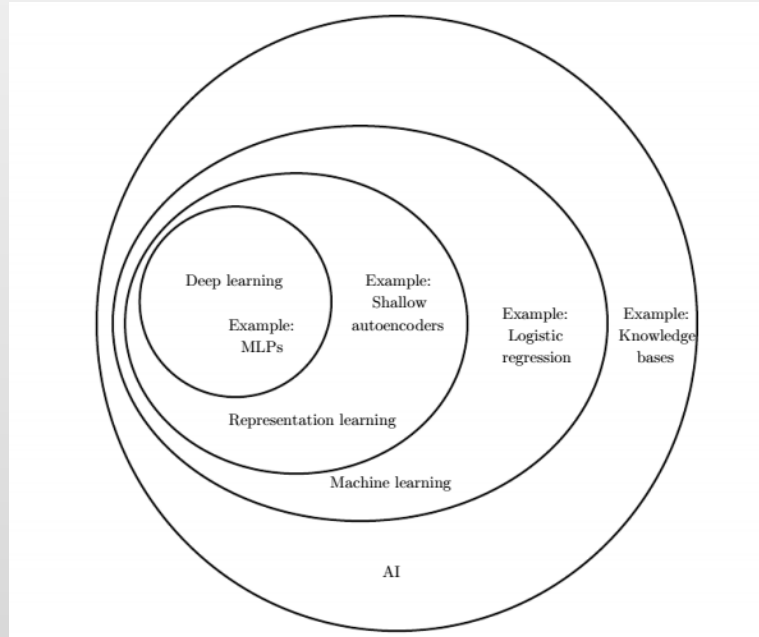 Deep learning
Example:
MLPs
Example:
Shallow
autoencoders
Example:
Logistic
regression
Example:
Knowledge
bases
Representation learning
Machine learning
AI